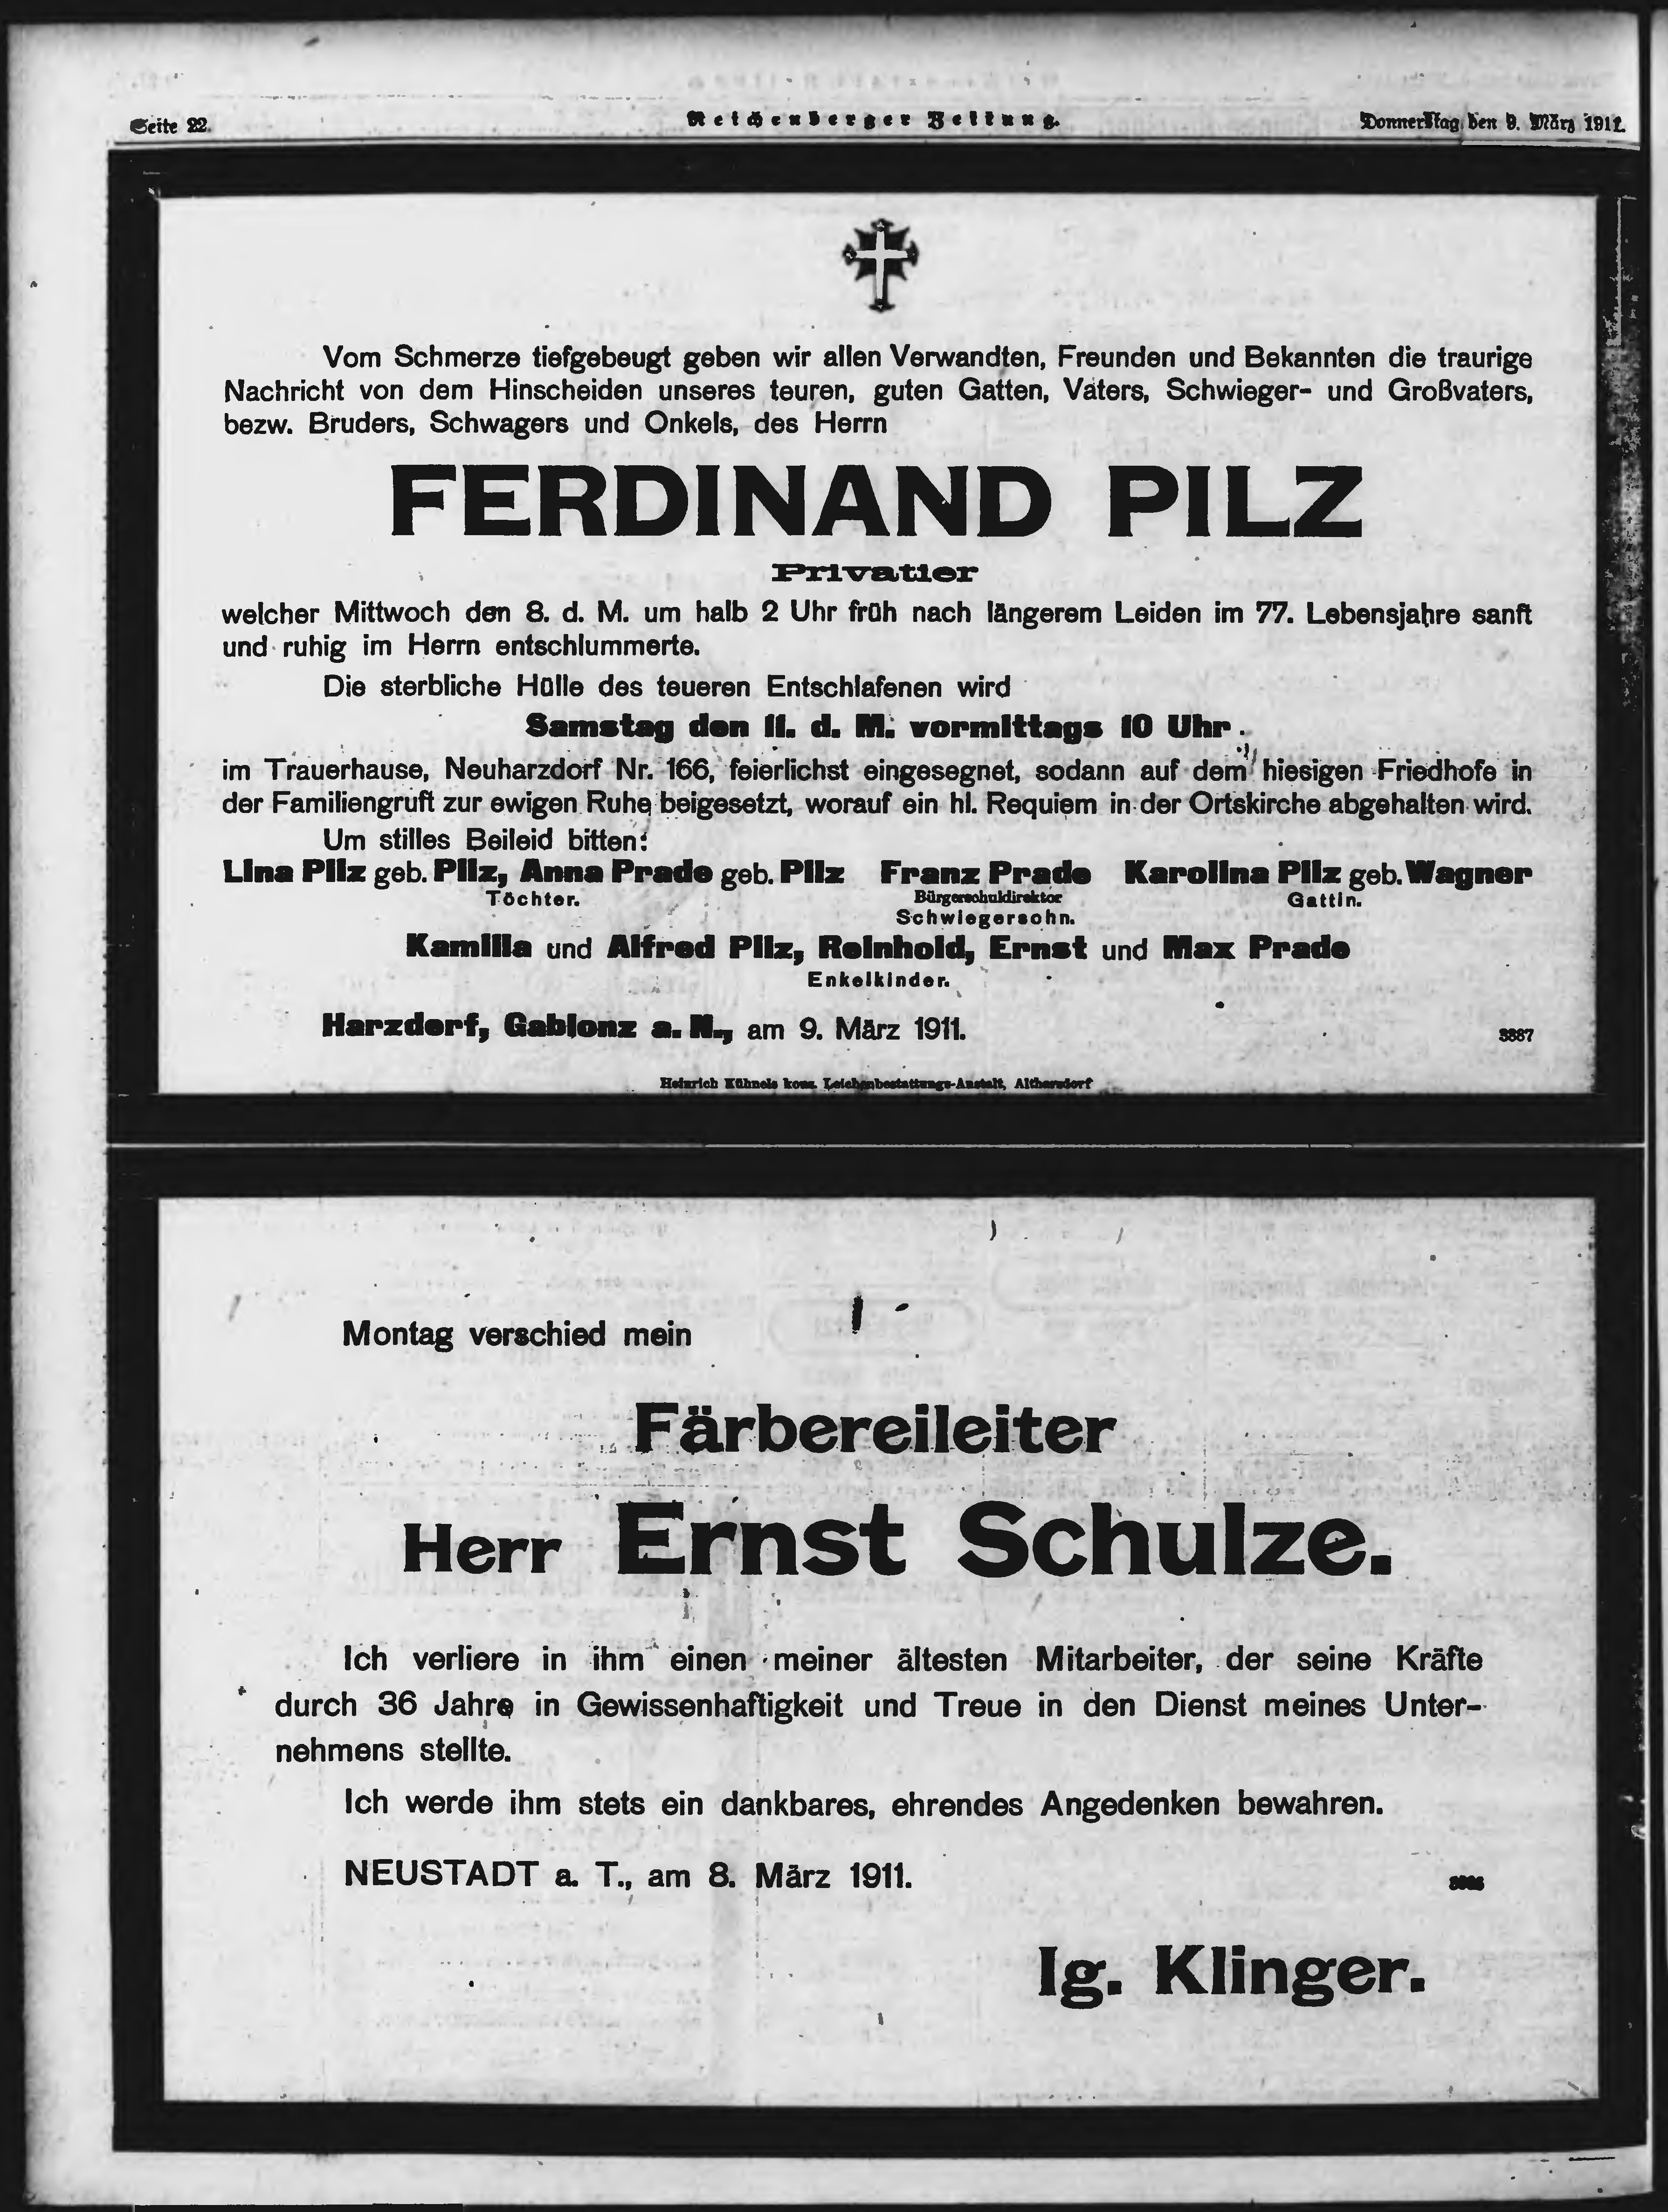 Seite 22.
Reichenberger Zeitung.
Donnerstag, den 9. März 1911.
Vom Schmerze tiefgebeugt geben wir allen Verwandten, Freunden und Bekannten die traurige
Nachricht von dem Hinscheiden unseres teuren, guten Gatten, Vaters, Schwieger- und Großvaters,
bezw. Bruders, Schwagers und Onkels, des Herrn
FERDINAND PILZ
Privatier
welcher Mittwoch den 8. d. M. um halb 2 Uhr früh nach längerem Leiden im 77. Lebensjahre sanft
und ruhig im Herrn entschlummerte.
Die sterbliche Hülle des teueren Entschlafenen wird
Samstag den 11. d. M. vormittags 10 Uhr
im Trauerhause, Neuharzdorf Nr. 166, feierlichst eingesegnet, sodann auf dem hiesigen Friedhofe in
der Familiengruft zur ewigen Ruhe beigesetzt, worauf ein hl. Requiem in der Ortskirche abgehalten wird.
Um stilles Beileid bitten:
Lina Pilz geb. Pilz, Anna Prade geb. Pilz Franz Prade Karolina Pilz geb. Wagner
Töchter. Bürgerschuldirektor Gattin.
Schwiegersohn.
Kamilla und Alfred Pilz, Reinhold, Ernst und Max Prade
Enkelkinder.
Harzdorf, Gablonz a. N., am 9. März 1911.
3887
Heinrich Kühnels konz. Leichenbestattungs-Anstalt, Althabendorf
Montag verschied mein
Färbereileiter
Herr Ernst Schulze.
Ich verliere in ihm einen meiner ältesten Mitarbeiter, der seine Kräfte
durch 36 Jahre in Gewissenhaftigkeit und Treue in den Dienst meines Unter-
nehmens stellte.
Ich werde ihm stets ein dankbares, ehrendes Angedenken bewahren.
NEUSTADT a. T., am 8. März 1911.
Ig. Klinger.